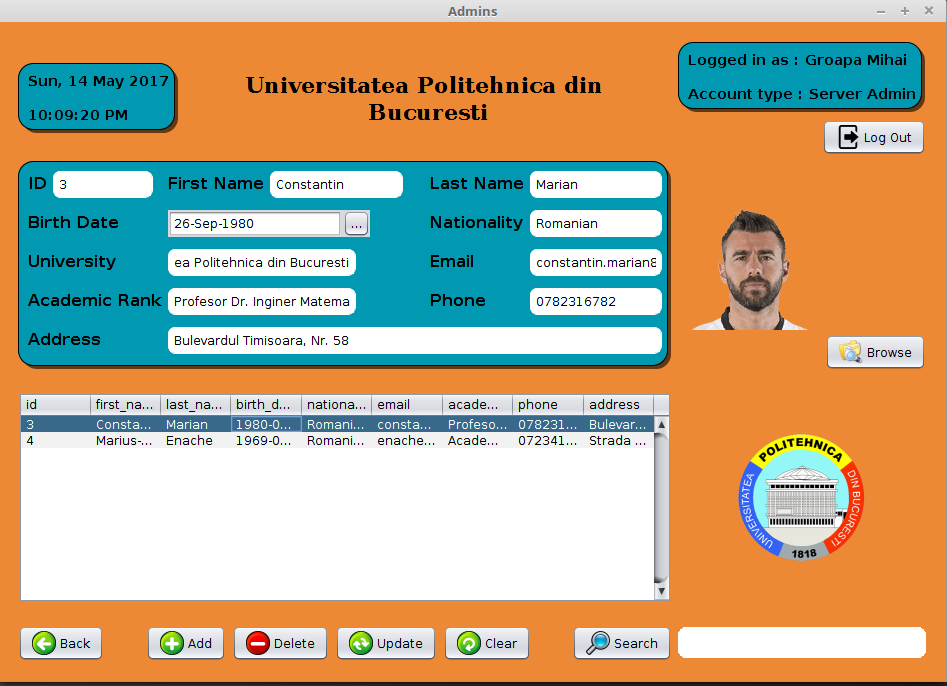 Admins
Sun, 14 May 2017
10:09:20 PM
Universitatea Politehnica din
Bucuresti
Logged in as : Groapa Mihai
Account type : Server Admin
Log Out
ID 3 First Name Constantin Last Name Marian
Birth Date 26-Sep-1980 ... Nationality Romanian
University ea Politehnica din Bucuresti Email constantin.marian8
Academic Rank Profesor Dr. Inginer Matema Phone 0782316782
Address Bulevardul Timisoara, Nr. 58
Browse
id first_na... last_na... birth_d... nationa... email acade... phone address
3 Consta... Marian 1980-0... Romani... consta... Profeso... 078231... Bulevar...
4 Marius-... Enache 1969-0... Romani... enache... Acade... 072341... Strada ...
POLITEHNICA
UNIVERSITATEA
DIN BUCURESTI
1818
Back Add Delete Update Clear Search